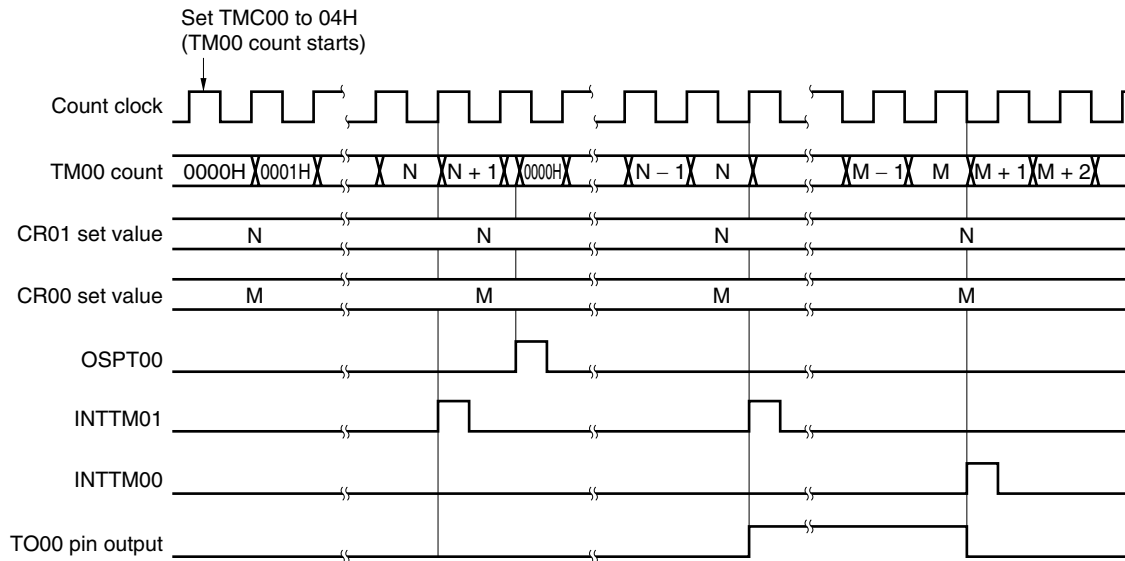 Set TMC00 to 04H
(TM00 count starts)
Count clock
TM00 count 0000H 0001H N N + 1 0000H N − 1 N M − 1 M M + 1 M + 2
CR01 set value N N N N
CR00 set value M M M M
OSPT00
INTTM01
INTTM00
TO00 pin output